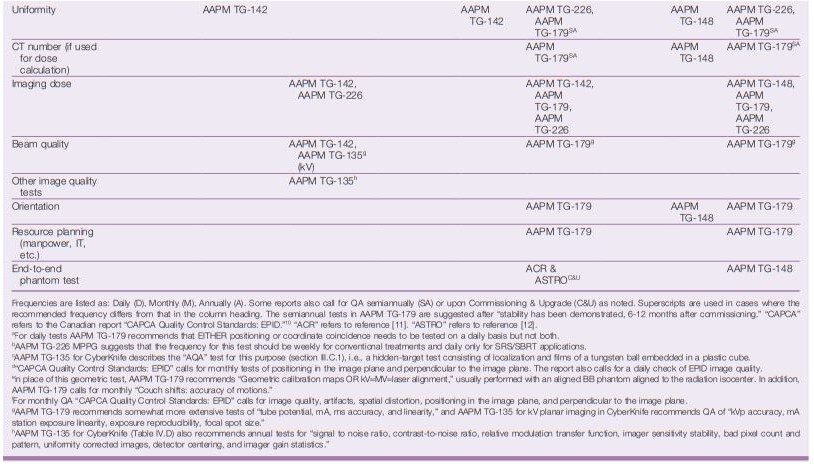 Uniformity AAPM TG-142 AAPM AAPM TG-226, AAPM AAPM TG-226,
TG-142 AAPM TG-148 AAPM
TG-179SA TG-179SA
CT number (if used AAPM AAPM AAPM TG-179SA
for dose TG-179SA TG-148
calculation)
Imaging dose AAPM TG-142, AAPM TG-142, AAPM TG-148,
AAPM TG-226 AAPM AAPM
TG-179, TG-179,
AAPM AAPM
TG-226 TG-226
Beam quality AAPM TG-142, AAPM TG-179g AAPM TG-179g
AAPM TG-135g
(kV)
Other image quality AAPM TG-135h
tests
Orientation AAPM TG-179 AAPM AAPM TG-179
TG-148
Resource planning AAPM TG-179 AAPM TG-179
(manpower, IT,
etc.)
End-to-end ACR & AAPM TG-148
phantom test ASTROC&U
Frequencies are listed as: Daily (D), Monthly (M), Annually (A). Some reports also call for QA semiannually (SA) or upon Commissioning & Upgrade (C&U) as noted. Superscripts are used in cases where the
recommended frequency differs from that in the column heading. The semiannual tests in AAPM TG-179 are suggested after "stability has been demonstrated, 6-12 months after commissioning." "CAPCA"
refers to the Canadian report "CAPCA Quality Control Standards: EPID."10 "ACR" refers to reference [11]. "ASTRO" refers to reference [12].
aFor daily tests AAPM TG-179 recommends that EITHER positioning or coordinate coincidence needs to be tested on a daily basis but not both.
bAAPM TG-226 MPPG suggests that the frequency for this test should be weekly for conventional treatments and daily only for SRS/SBRT applications.
cAAPM TG-135 for CyberKnife describes the "AQA" test for this purpose (section III.C.1), i.e., a hidden-target test consisting of localization and films of a tungsten ball embedded in a plastic cube.
d"CAPCA Quality Control Standards: EPID" calls for monthly tests of positioning in the image plane and perpendicular to the image plane. The report also calls for a daily check of EPID image quality.
eIn place of this geometric test, AAPM TG-179 recommends "Geometric calibration maps OR kV=MV=laser alignment," usually performed with an aligned BB phantom aligned to the radiation isocenter. In addition,
AAPM TG-179 calls for monthly "Couch shifts: accuracy of motions."
fFor monthly QA "CAPCA Quality Control Standards: EPID" calls for image quality, artifacts, spatial distortion, positioning in the image plane, and perpendicular to the image plane.
gAAPM TG-179 recommends somewhat more extensive tests of "tube potential, mA, ms accuracy, and linearity," and AAPM TG-135 for kV planar imaging in CyberKnife recommends QA of "kVp accuracy, mA
station exposure linearity, exposure reproducibility, focal spot size."
hAAPM TG-135 for CyberKnife (Table IV.D) also recommends annual tests for "signal to noise ratio, contrast-to-noise ratio, relative modulation transfer function, imager sensitivity stability, bad pixel count and
pattern, uniformity corrected images, detector centering, and imager gain statistics."